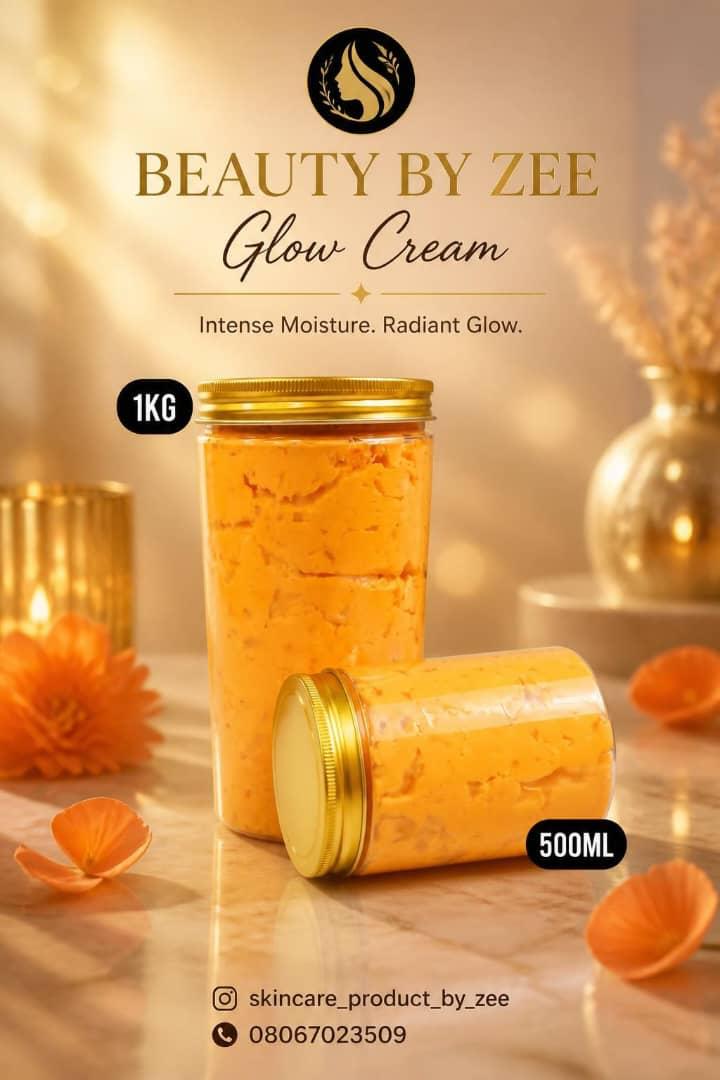 BEAUTY BY ZEE
Glow Cream
Intense Moisture. Radiant Glow.
1KG
500ML
skincare_product_by_zee
08067023509